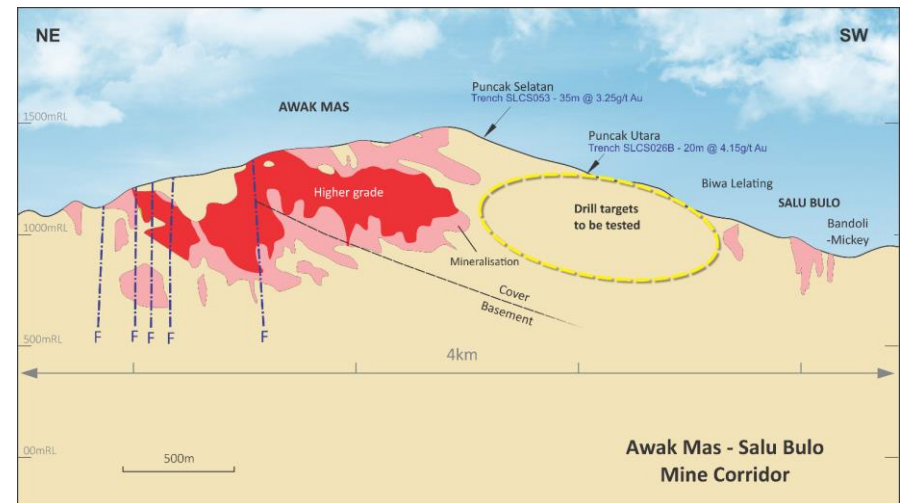 NE
SW
Puncak Selatan
Trench SLCS053 - 35m @ 3.25g/t Au
AWAK MAS
1500mRL
Puncak Utara
Trench SLCS026B - 20m @ 4.15g/t Au
Biwa Lelating
Higher grade
SALU BULO
Drill targets
to be tested
Bandoli
-Mickey
1000mRL
Mineralisation
Cover
Basement
500mRL
F
F
F
F
F
4km
00mRL
500m
Awak Mas - Salu Bulo
Mine Corridor